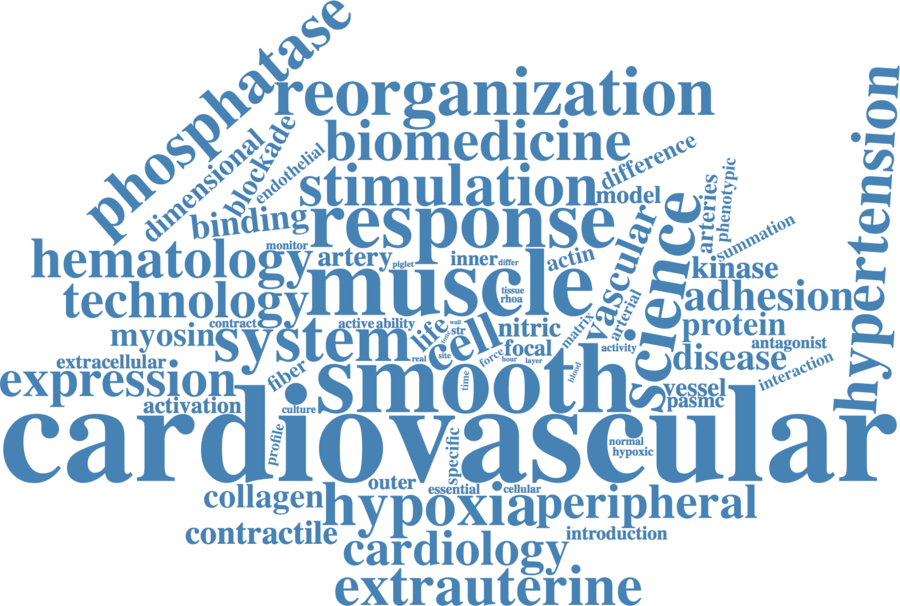 phosphatase
reorganization
hypertension
biomedicine
dimensional
blockade
endothelial
stimulation
difference
model
binding
response
vascular
science
arteries
phenotypic
summation
hematology
monitor
artery
piglet
inner
differ
actin
kinase
muscle
tissue
rhoa
technology
adhesion
myosin
contract
active
ability
system
life
wall
str
cell
nitric
matrix
arterial
protein
antagonist
extracellular
real
site
force
focal
hour
layer
activity
disease
interaction
expression
fiber
smooth
time
blood
vessel
pasmc
activation
culture
cardiovascular
profile
specific
normal
hypoxic
outer
essential
cellular
collagen
hypoxia
peripheral
contractile
introduction
cardiology
extrauterine